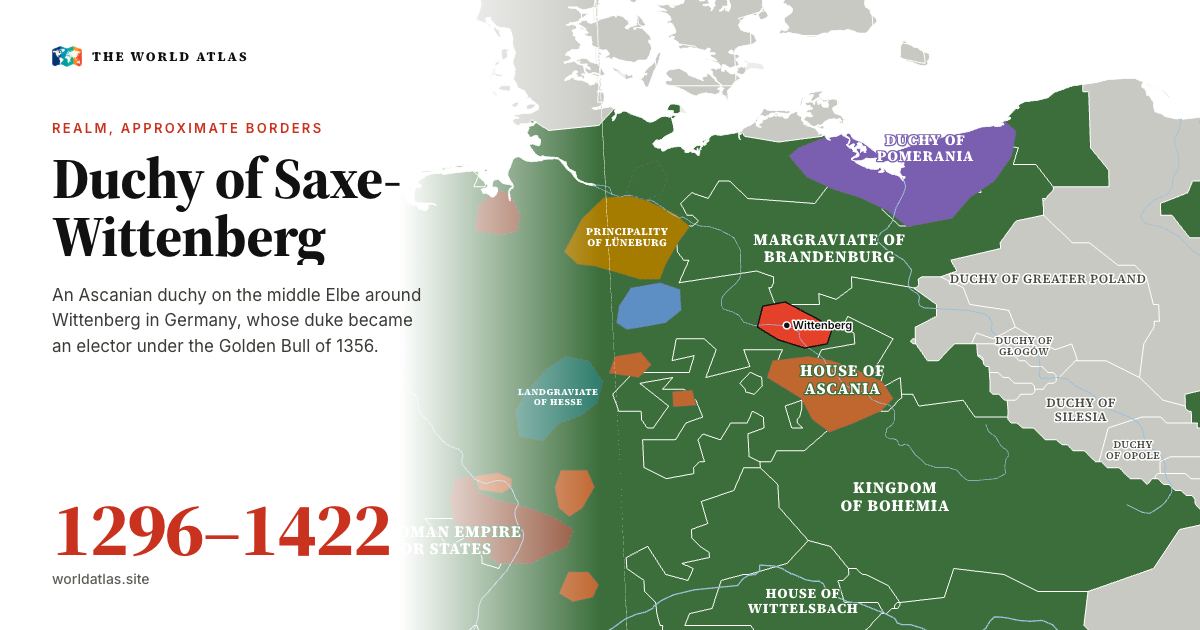 THE WORLD ATLAS
REALM, APPROXIMATE BORDERS
Duchy of Saxe-
Wittenberg
An Ascanian duchy on the middle Elbe around
Wittenberg in Germany, whose duke became
an elector under the Golden Bull of 1356.
1296–1422
worldatlas.site
DUCHY OF
POMERANIA
PRINCIPALITY
OF LÜNEBURG
MARGRAVIATE OF
BRANDENBURG
DUCHY OF GREATER POLAND
Wittenberg
DUCHY OF
GŁOGÓW
HOUSE OF
ASCANIA
LANDGRAVIATE
OF HESSE
DUCHY OF
SILESIA
DUCHY
OF OPOLE
KINGDOM
OF BOHEMIA
EMPIRE
STATES
HOUSE OF
WITTELSBACH